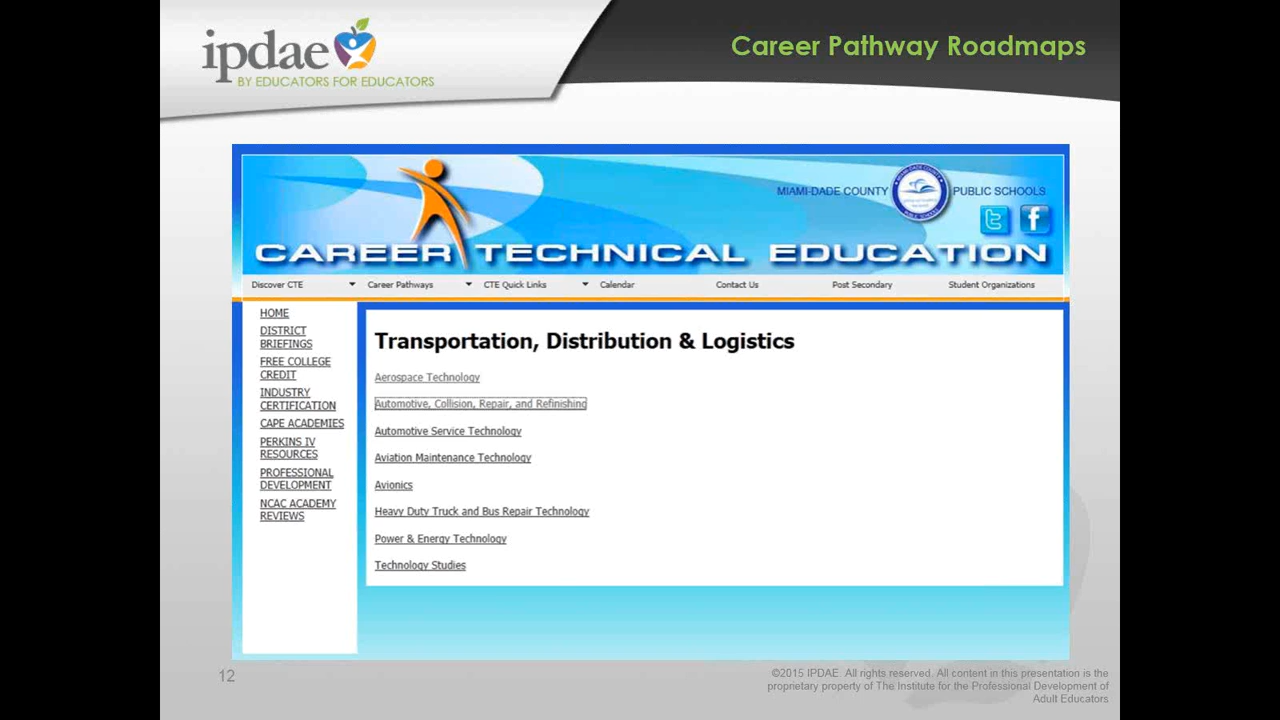 ipdae
BY EDUCATORS FOR EDUCATORS
Career Pathway Roadmaps
MIAMI-DADE COUNTY PUBLIC SCHOOLS
CAREER TECHNICAL EDUCATION
Discover CTE Career Pathways CTE Quick Links Calendar Contact Us Post Secondary Student Organizations
HOME
DISTRICT
BRIEFINGS
FREE COLLEGE
CREDIT
INDUSTRY
CERTIFICATION
CAPE ACADEMIES
PERKINS IV
RESOURCES
PROFESSIONAL
DEVELOPMENT
NCAC ACADEMY
REVIEWS
Transportation, Distribution & Logistics
Aerospace Technology
Automotive, Collision, Repair, and Refinishing
Automotive Service Technology
Aviation Maintenance Technology
Avionics
Heavy Duty Truck and Bus Repair Technology
Power & Energy Technology
Technology Studies
12
©2015 IPDAE. All rights reserved. All content in this presentation is the
proprietary property of The Institute for the Professional Development of
Adult Educators